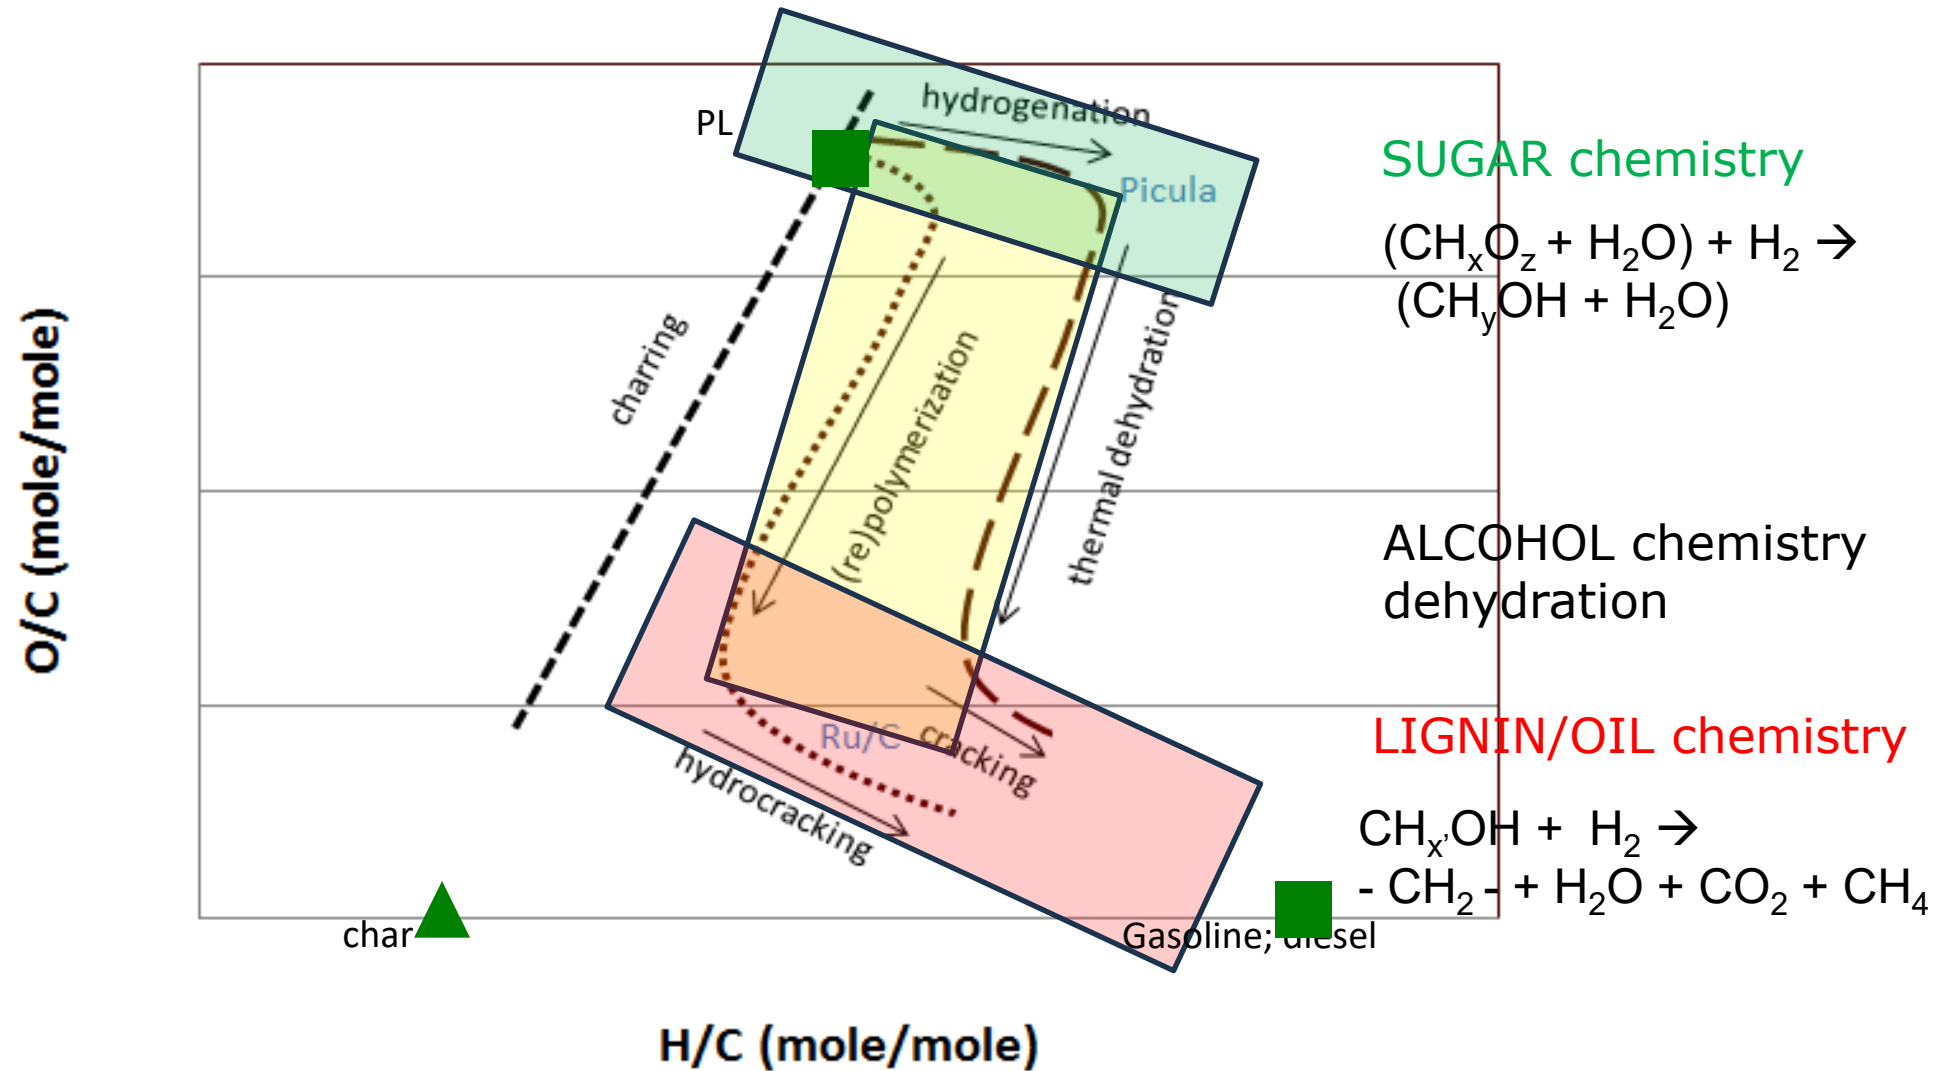 hydrogenation
PL
SUGAR chemistry
Picula
(CHxOz + H2O) + H2 →
(CHyOH + H2O)
charring
(re)polymerization
thermal dehydration
O/C (mole/mole)
ALCOHOL chemistry
dehydration
Ru/C
cracking
LIGNIN/OIL chemistry
hydrocracking
CHx’OH + H2 →
- CH2 - + H2O + CO2 + CH4
char
Gasoline; diesel
H/C (mole/mole)